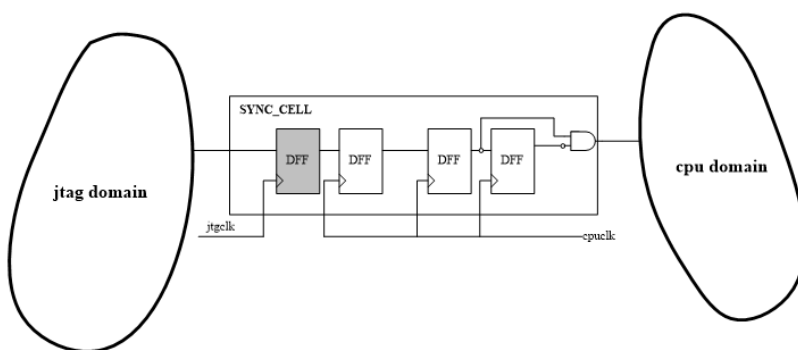 SYNC_CELL
DFF DFF DFF DFF
jtag domain
cpu domain
jtgclk
cpuclk